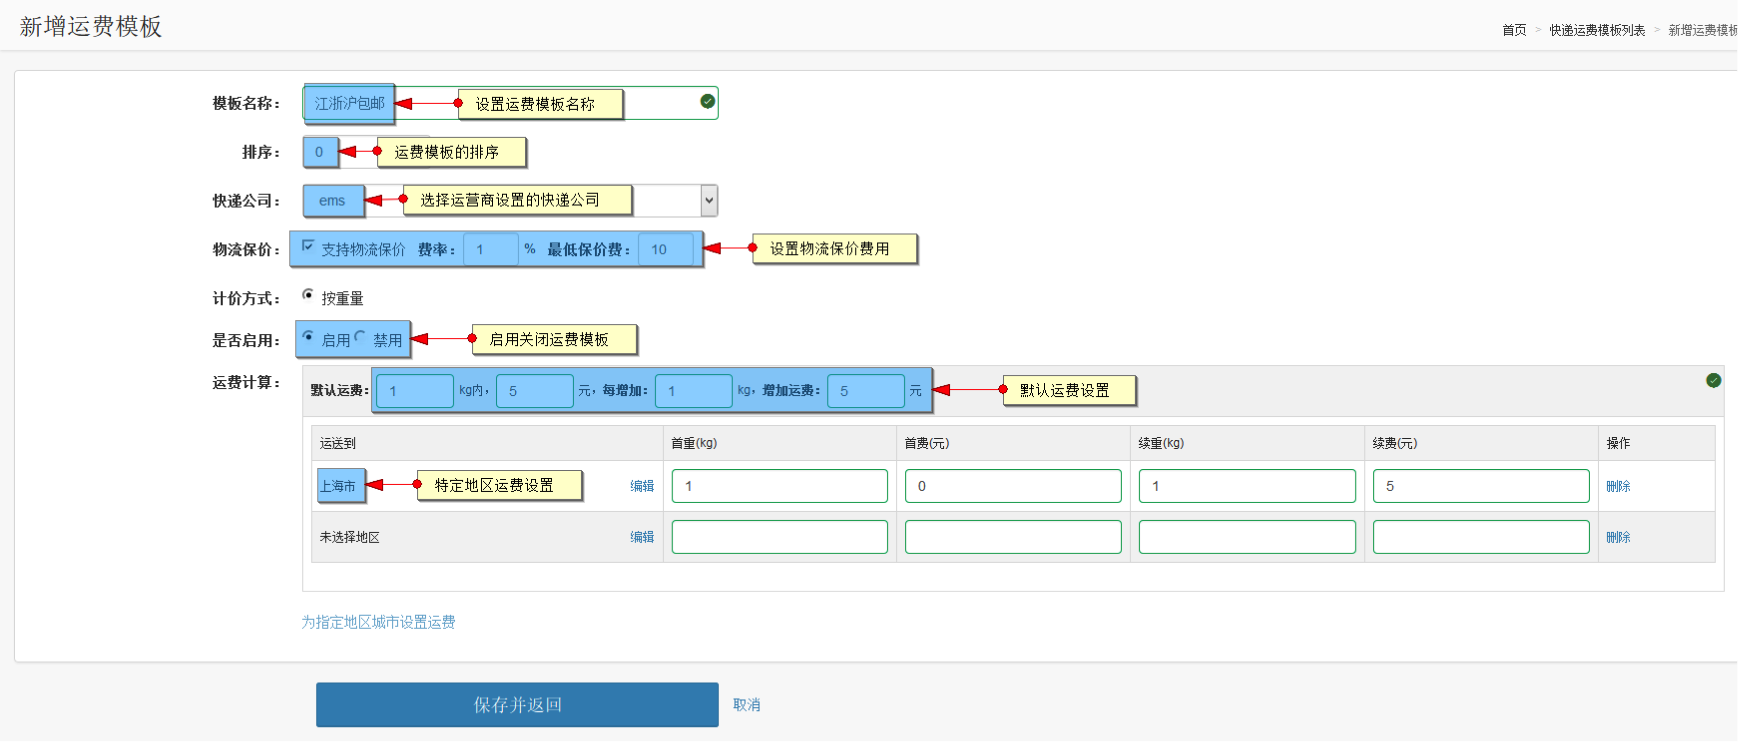 新增运费模板
首页 > 快递运费模板列表 > 新增运费模板
模板名称： 江浙沪包邮 设置运费模板名称
排序： 0 运费模板的排序
快递公司： ems 选择运营商设置的快递公司
物流保价： 支持物流保价 费率： 1 % 最低保价费： 10 设置物流保价费用
计价方式： 按重量
是否启用： 启用 禁用 启用关闭运费模板
运费计算：
默认运费： 1 kg内， 5 元，每增加： 1 kg，增加运费： 5 元 默认运费设置
运送到 首重(kg) 首费(元) 续重(kg) 续费(元) 操作
上海市 特定地区运费设置 编辑 1 0 1 5 删除
未选择地区 编辑 删除
为指定地区城市设置运费
保存并返回 取消